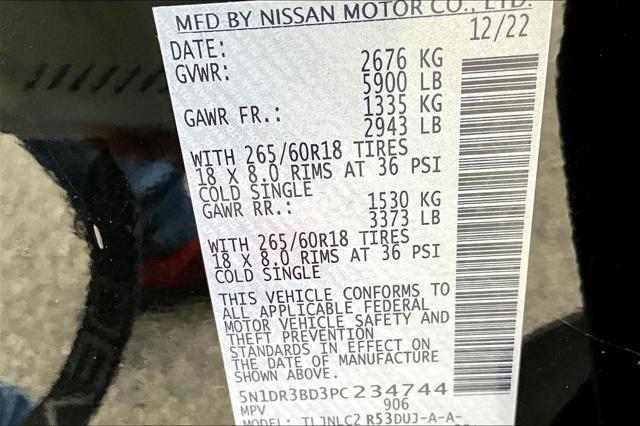 MFD BY NISSAN MOTOR CO., LTD.
DATE: 12/22
GVWR: 2676 KG
5900 LB
GAWR FR.: 1335 KG
2943 LB
WITH 265/60R18 TIRES
18 X 8.0 RIMS AT 36 PSI
COLD SINGLE
GAWR RR.: 1530 KG
3373 LB
WITH 265/60R18 TIRES
18 X 8.0 RIMS AT 36 PSI
COLD SINGLE
THIS VEHICLE CONFORMS TO
ALL APPLICABLE FEDERAL
MOTOR VEHICLE SAFETY AND
THEFT PREVENTION
STANDARDS IN EFFECT ON
THE DATE OF MANUFACTURE
SHOWN ABOVE.
5N1DR3BD3PC234744
MPV 906
MODEL: TLJNLC2 R53DUJ-A-A-